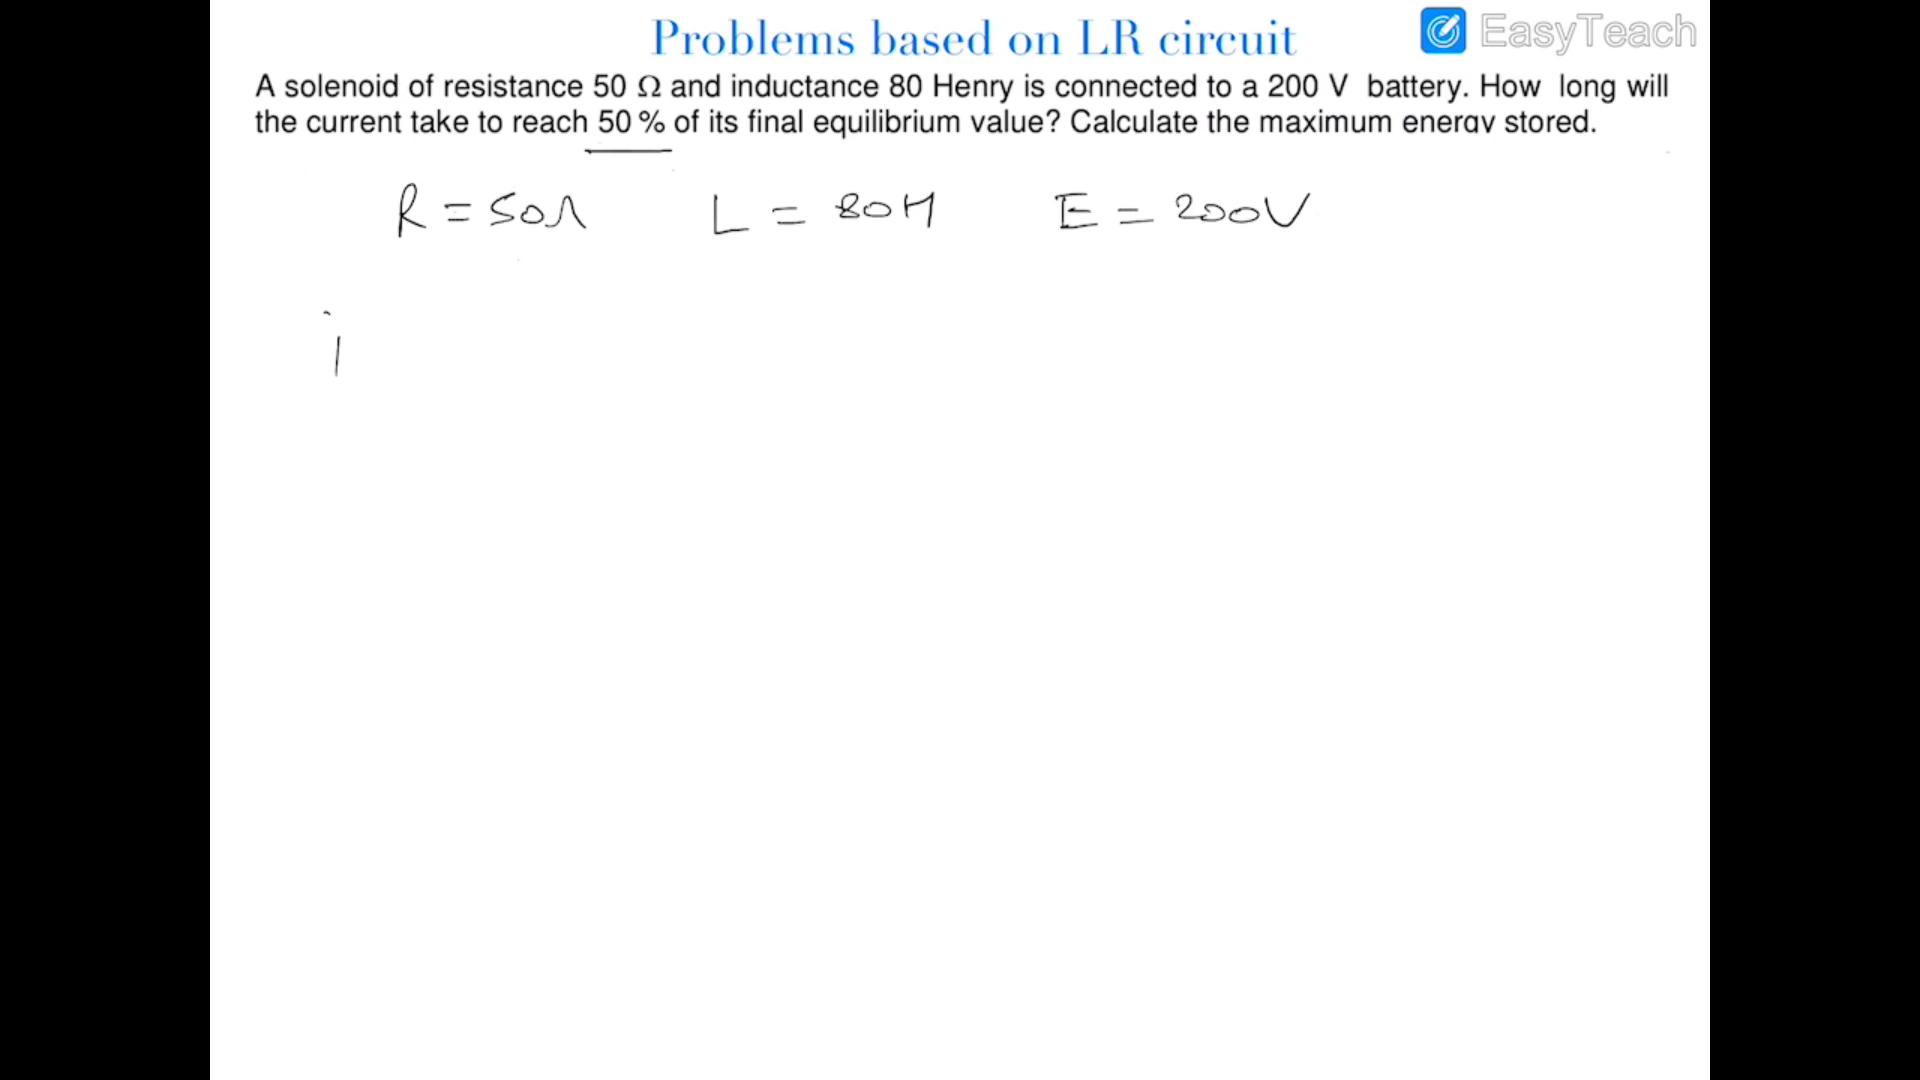 Problems based on LR circuit
EasyTeach
A solenoid of resistance 50 Ω and inductance 80 Henry is connected to a 200 V battery. How long will
the current take to reach 50 % of its final equilibrium value? Calculate the maximum energy stored.
R = 50Ω L = 80H E = 200V
i